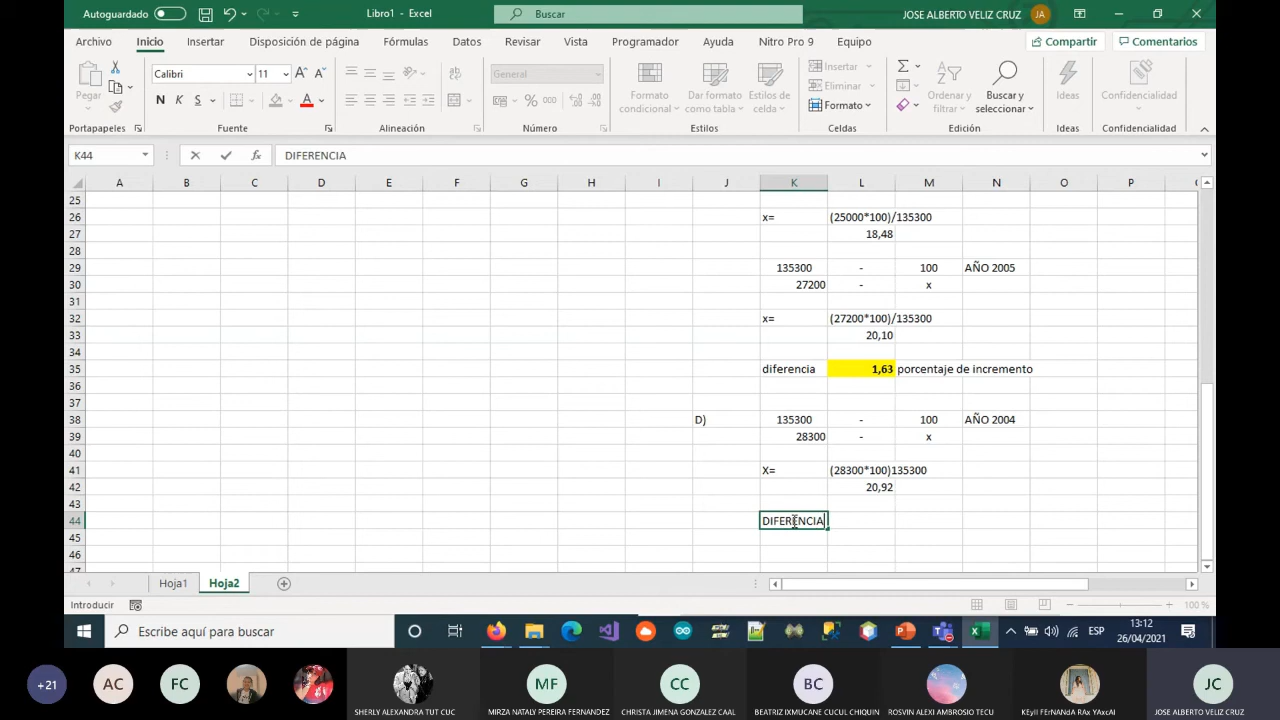 Autoguardado
Libro1 - Excel
Buscar
JOSE ALBERTO VELIZ CRUZ
JA
Archivo Inicio Insertar Disposición de página Fórmulas Datos Revisar Vista Programador Ayuda Nitro Pro 9 Equipo
Compartir Comentarios
Pegar
Calibri 11
General
Formato condicional
Dar formato como tabla
Estilos de celda
Insertar
Eliminar
Formato
Ordenar y filtrar
Buscar y seleccionar
Ideas
Confidencialidad
Portapapeles Fuente Alineación Número Estilos Celdas Edición Ideas Confidencialidad
K44 fx DIFERENCIA
A B C D E F G H I J K L M N O P
25
26 x= (25000*100)/135300
27 18,48
28
29 135300 - 100 AÑO 2005
30 27200 - x
31
32 x= (27200*100)/135300
33 20,10
34
35 diferencia 1,63 porcentaje de incremento
36
37
38 D) 135300 - 100 AÑO 2004
39 28300 - x
40
41 X= (28300*100)135300
42 20,92
43
44 DIFERENCIA
45
46
47
Hoja1 Hoja2
Introducir
100 %
Escribe aquí para buscar
ESP
13:12
26/04/2021
+21
AC
FC
SHERLY ALEXANDRA TUT CUC
MF
MIRZA NATALY PEREIRA FERNANDEZ
CC
CHRISTA JIMENA GONZALEZ CAAL
BC
BEATRIZ IXMUCANE CUCUL CHIQUIN
ROSVIN ALEXI AMBROSIO TECU
KEyll FErNANdA RAx YAxcAl
JC
JOSE ALBERTO VELIZ CRUZ